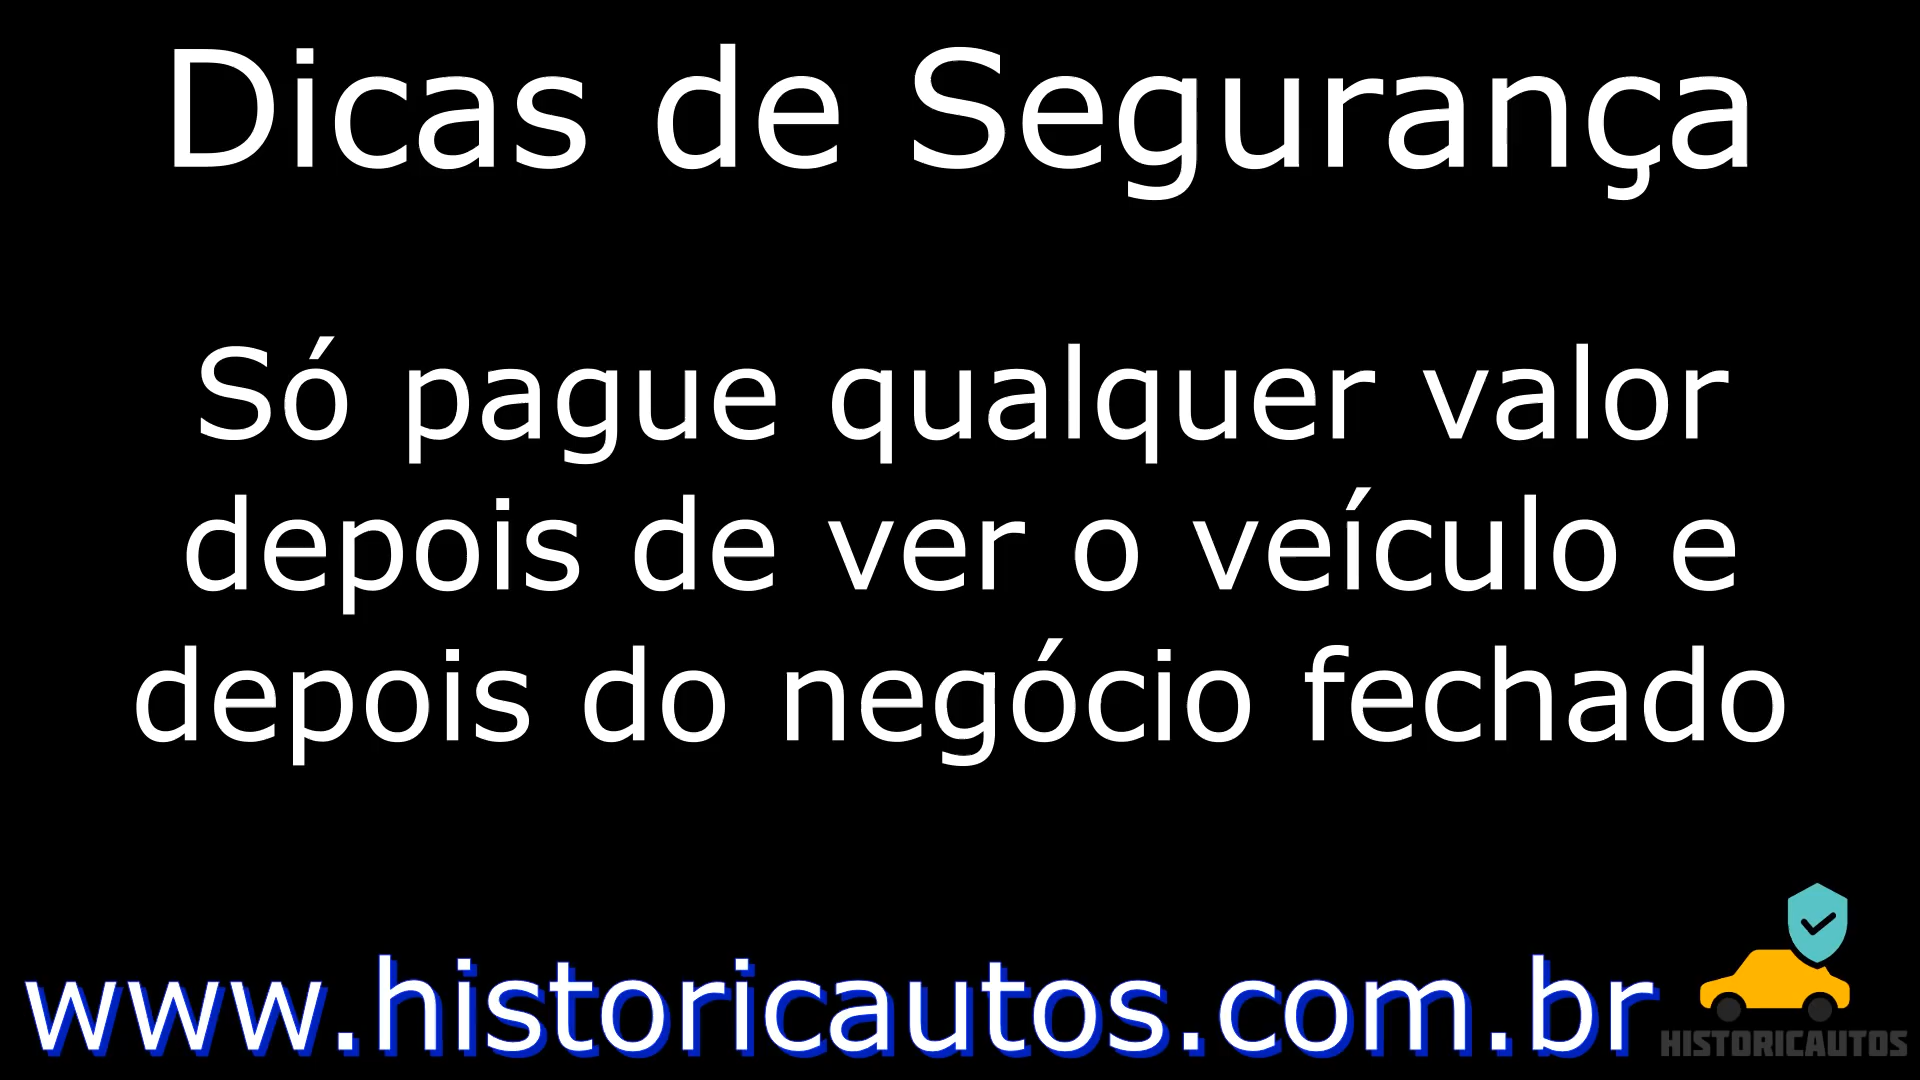 Dicas de Segurança
Só pague qualquer valor
depois de ver o veículo e
depois do negócio fechado
www.historicautos.com.br
HISTORICAUTOS